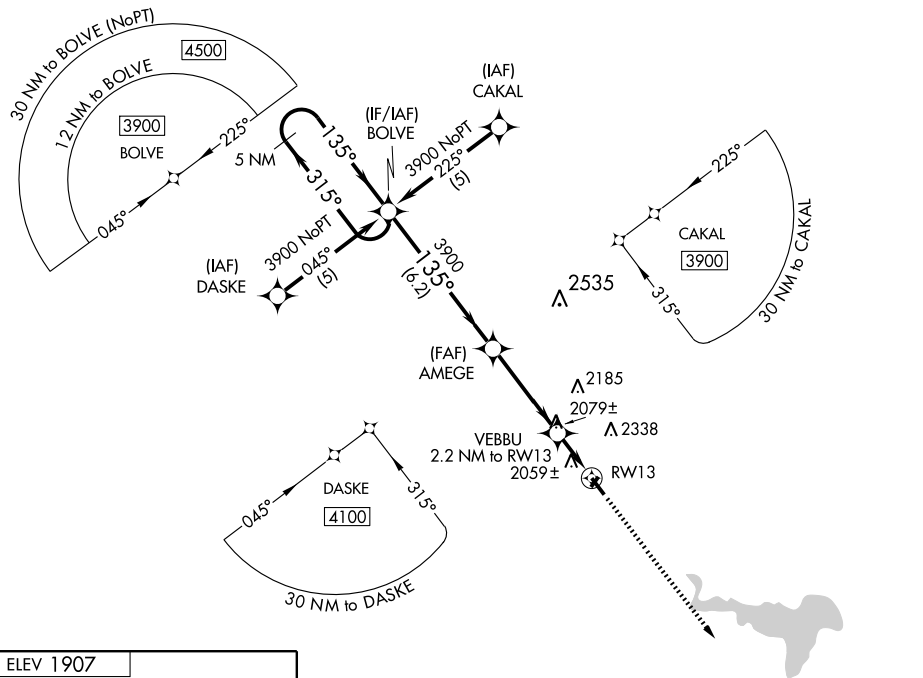 30 NM to BOLVE (NoPT)
4500
12 NM to BOLVE
3900
BOLVE
225°
045°
5 NM
135°
315°
(IF/IAF)
BOLVE
(IAF)
CAKAL
3900 NoPT
225°
(5)
3900 NoPT
045°
(5)
(IAF)
DASKE
3900
135°
(6.2)
225°
CAKAL
3900
315°
30 NM to CAKAL
2535
(FAF)
AMEGE
2185
2079±
2338
VEBBU
2.2 NM to RW13
2059±
RW13
DASKE
4100
045°
315°
30 NM to DASKE
ELEV 1907